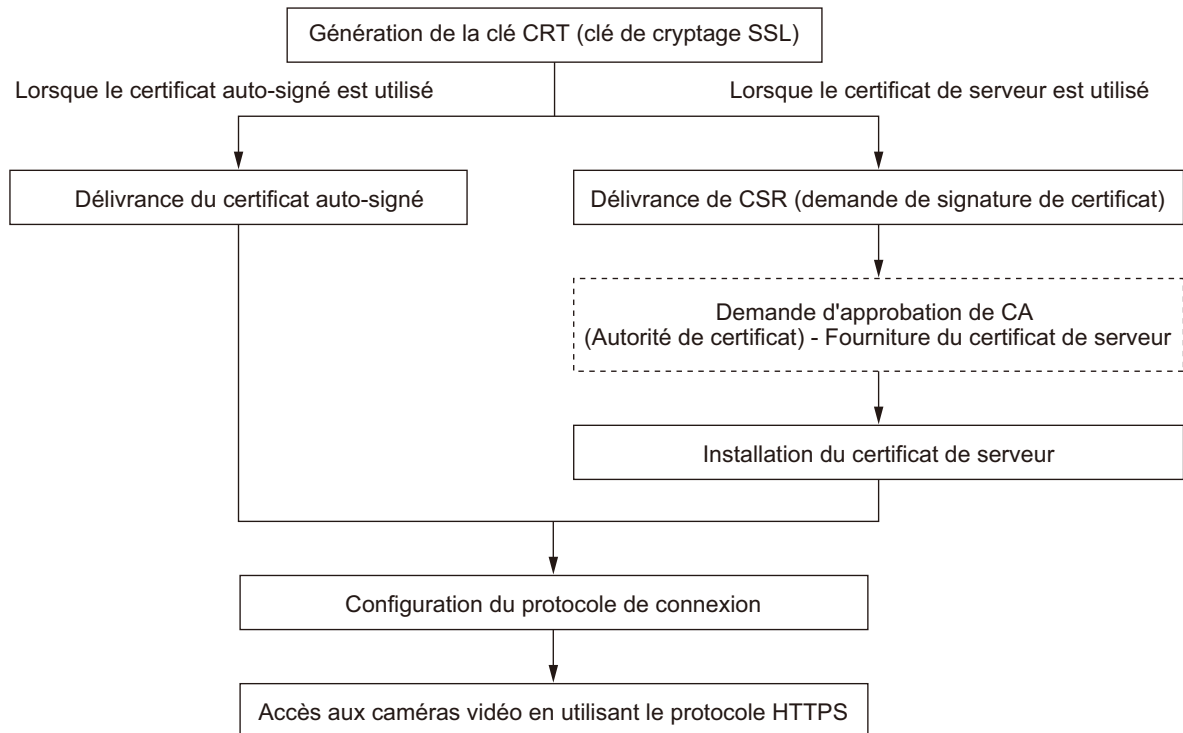 Génération de la clé CRT (clé de cryptage SSL)
Lorsque le certificat auto-signé est utilisé
Lorsque le certificat de serveur est utilisé
Délivrance du certificat auto-signé
Délivrance de CSR (demande de signature de certificat)
Demande d'approbation de CA
(Autorité de certificat) - Fourniture du certificat de serveur
Installation du certificat de serveur
Configuration du protocole de connexion
Accès aux caméras vidéo en utilisant le protocole HTTPS